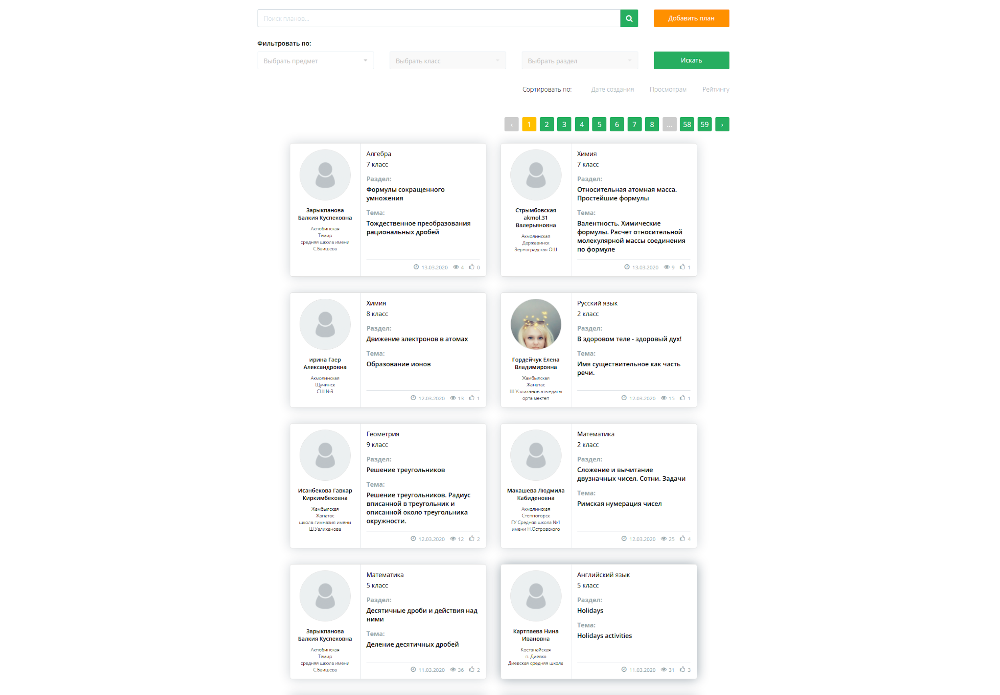 Поиск планов...
Добавить план
Фильтровать по:
Выбрать предмет
Выбрать класс
Выбрать раздел
Искать
Сортировать по: Дате создания Просмотрам Рейтингу
‹ 1 2 3 4 5 6 7 8 ... 58 59 ›
Зарыкпанова
Балкия Куспековна
Актюбинская
Темир
средняя школа имени
С.Баишева
Алгебра
7 класс
Раздел:
Формулы сокращенного
умножения
Тема:
Тождественное преобразования
рациональных дробей
13.03.2020 4 0
Стрымбовская
akmol.31
Валерьяновна
Акмолинская
Державинск
Зерноградская ОШ
Химия
7 класс
Раздел:
Относительная атомная масса.
Простейшие формулы
Тема:
Валентность. Химические
формулы. Расчет относительной
молекулярной массы соединения
по формуле
13.03.2020 9 1
ирина Гаер
Александровна
Акмолинская
Щучинск
СШ №3
Химия
8 класс
Раздел:
Движение электронов в атомах
Тема:
Образование ионов
12.03.2020 13 1
Гордейчук Елена
Владимировна
Жамбылская
Жанатас
Ш.Уәлиханов атындағы
орта мектеп
Русский язык
2 класс
Раздел:
В здоровом теле - здоровый дух!
Тема:
Имя существительное как часть
речи.
12.03.2020 15 1
Исанбекова Гавкар
Киркимбековна
Жамбылская
Жанатас
школа-гимназия имени
Ш.Уалиханова
Геометрия
9 класс
Раздел:
Решение треугольников
Тема:
Решение треугольников. Радиус
вписанной в треугольник и
описанной около треугольника
окружности.
12.03.2020 12 2
Макашева Людмила
Кабиденовна
Акмолинская
Степногорск
ГУ Средняя школа №1
имени Н.Островского
Математика
2 класс
Раздел:
Сложение и вычитание
двузначных чисел. Сотни. Задачи
Тема:
Римская нумерация чисел
12.03.2020 25 4
Зарыкпанова
Балкия Куспековна
Актюбинская
Темир
средняя школа имени
С.Баишева
Математика
5 класс
Раздел:
Десятичные дроби и действия над
ними
Тема:
Деление десятичных дробей
11.03.2020 36 2
Картпаева Нина
Ивановна
Костанайская
п. Диевка
Диевская средняя школа
Английский язык
5 класс
Раздел:
Holidays
Тема:
Holidays activities
11.03.2020 31 3